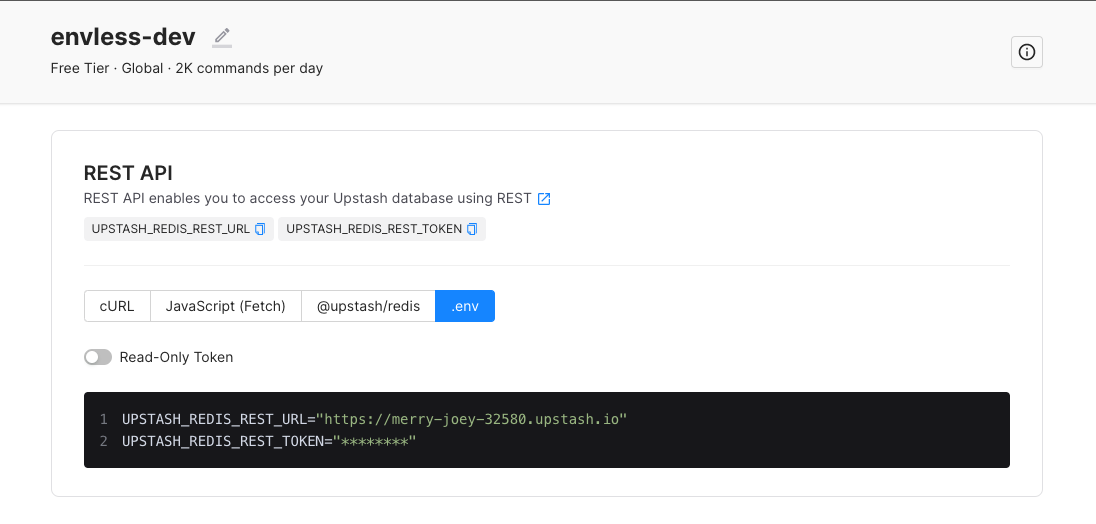 envless-dev
Free Tier · Global · 2K commands per day
REST API
REST API enables you to access your Upstash database using REST
UPSTASH_REDIS_REST_URL UPSTASH_REDIS_REST_TOKEN
cURL JavaScript (Fetch) @upstash/redis .env
Read-Only Token
1 UPSTASH_REDIS_REST_URL="https://merry-joey-32580.upstash.io"
2 UPSTASH_REDIS_REST_TOKEN="********"